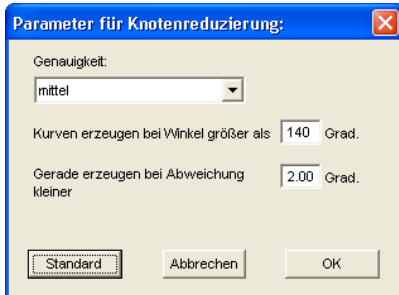 Parameter für Knotenreduzierung:
Genauigkeit:
mittel
Kurven erzeugen bei Winkel größer als 140 Grad.
Gerade erzeugen bei Abweichung kleiner 2.00 Grad.
Standard Abbrechen OK